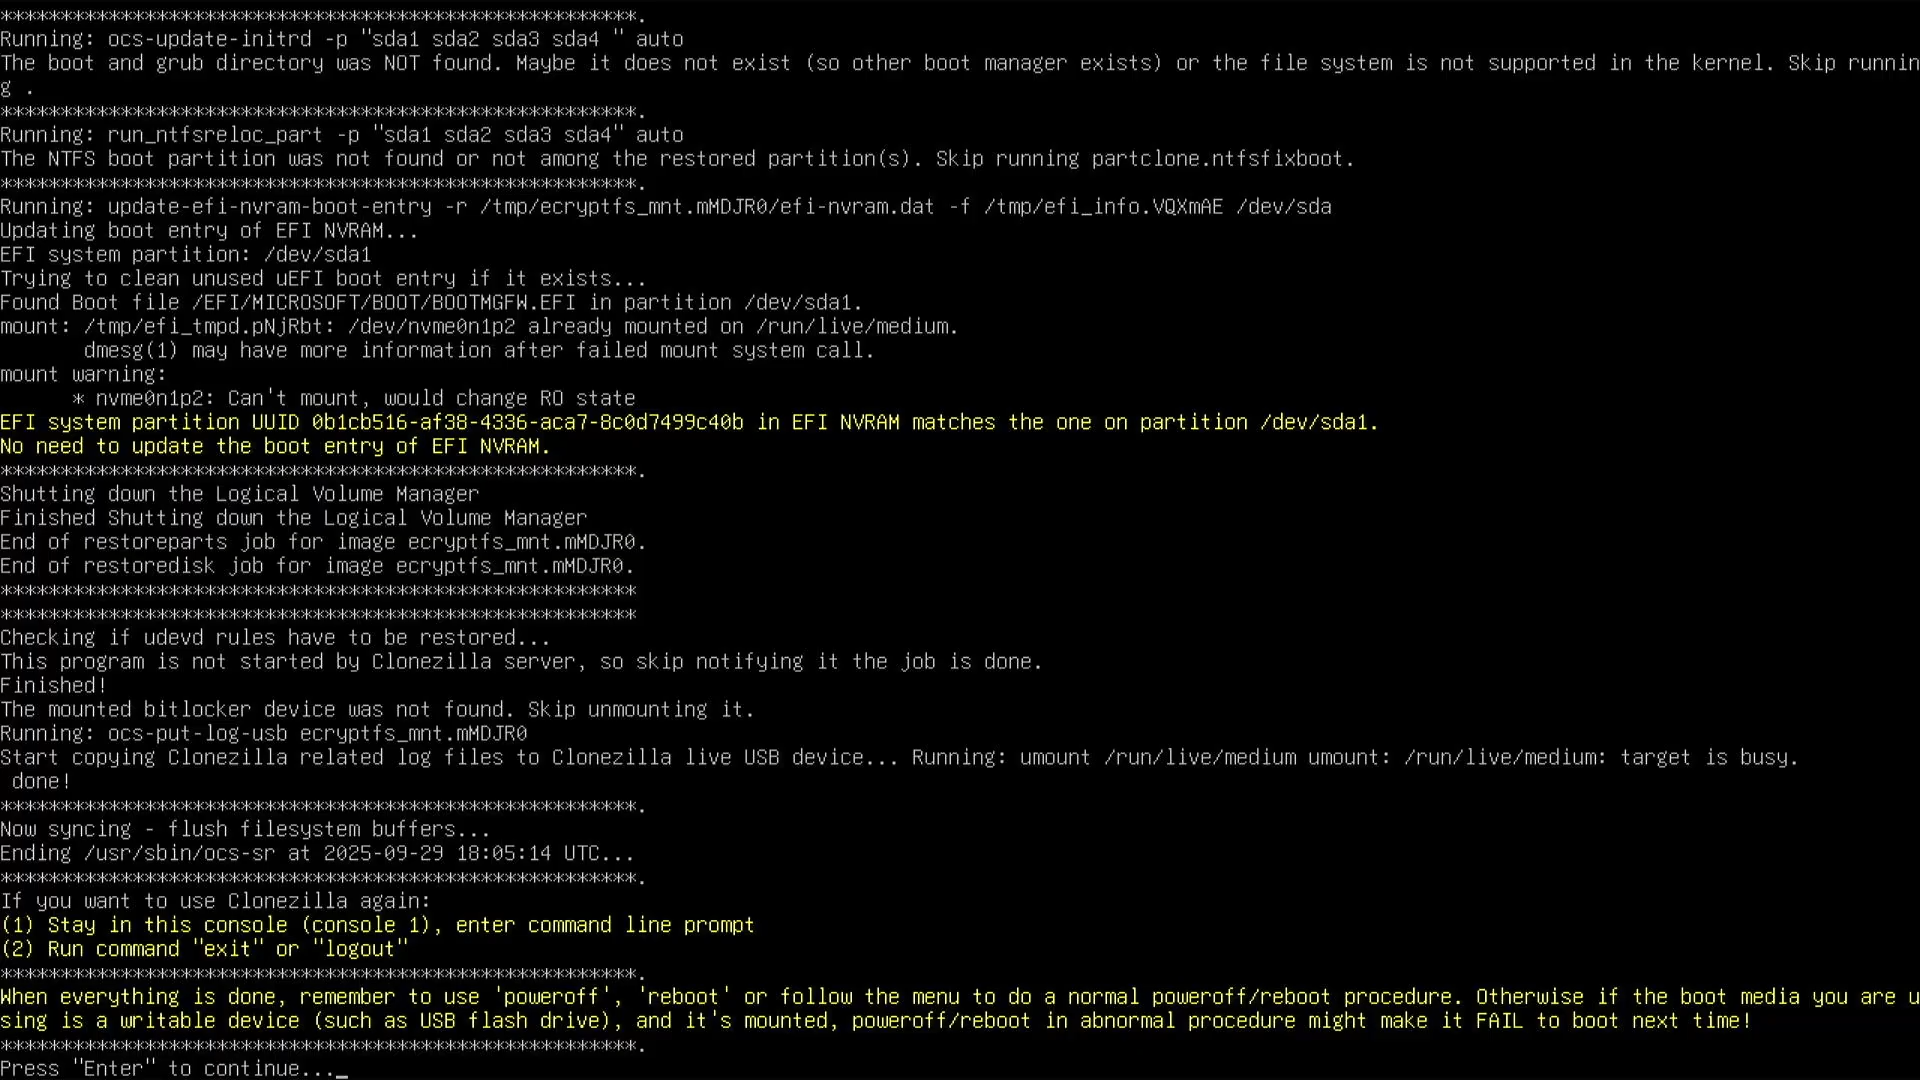 *****************************************************.
Running: ocs-update-initrd -p "sda1 sda2 sda3 sda4 " auto
The boot and grub directory was NOT found. Maybe it does not exist (so other boot manager exists) or the file system is not supported in the kernel. Skip runnin
g .
*****************************************************.
Running: run_ntfsreloc_part -p "sda1 sda2 sda3 sda4" auto
The NTFS boot partition was not found or not among the restored partition(s). Skip running partclone.ntfsfixboot.
*****************************************************.
Running: update-efi-nvram-boot-entry -r /tmp/ecryptfs_mnt.mMDJR0/efi-nvram.dat -f /tmp/efi_info.VQXmAE /dev/sda
Updating boot entry of EFI NVRAM...
EFI system partition: /dev/sda1
Trying to clean unused uEFI boot entry if it exists...
Found Boot file /EFI/MICROSOFT/BOOT/BOOTMGFW.EFI in partition /dev/sda1.
mount: /tmp/efi_tmpd.pNjRbt: /dev/nvme0n1p2 already mounted on /run/live/medium.
       dmesg(1) may have more information after failed mount system call.
mount warning:
      * nvme0n1p2: Can't mount, would change RO state
EFI system partition UUID 0b1cb516-af38-4336-aca7-8c0d7499c40b in EFI NVRAM matches the one on partition /dev/sda1.
No need to update the boot entry of EFI NVRAM.
*****************************************************.
Shutting down the Logical Volume Manager
Finished Shutting down the Logical Volume Manager
End of restoreparts job for image ecryptfs_mnt.mMDJR0.
End of restoredisk job for image ecryptfs_mnt.mMDJR0.
*****************************************************
*****************************************************
Checking if udevd rules have to be restored...
This program is not started by Clonezilla server, so skip notifying it the job is done.
Finished!
The mounted bitlocker device was not found. Skip unmounting it.
Running: ocs-put-log-usb ecryptfs_mnt.mMDJR0
Start copying Clonezilla related log files to Clonezilla live USB device... Running: umount /run/live/medium umount: /run/live/medium: target is busy.
 done!
*****************************************************.
Now syncing - flush filesystem buffers...
Ending /usr/sbin/ocs-sr at 2025-09-29 18:05:14 UTC...
*****************************************************.
If you want to use Clonezilla again:
(1) Stay in this console (console 1), enter command line prompt
(2) Run command "exit" or "logout"
*****************************************************.
When everything is done, remember to use 'poweroff', 'reboot' or follow the menu to do a normal poweroff/reboot procedure. Otherwise if the boot media you are u
sing is a writable device (such as USB flash drive), and it's mounted, poweroff/reboot in abnormal procedure might make it FAIL to boot next time!
*****************************************************.
Press "Enter" to continue..._